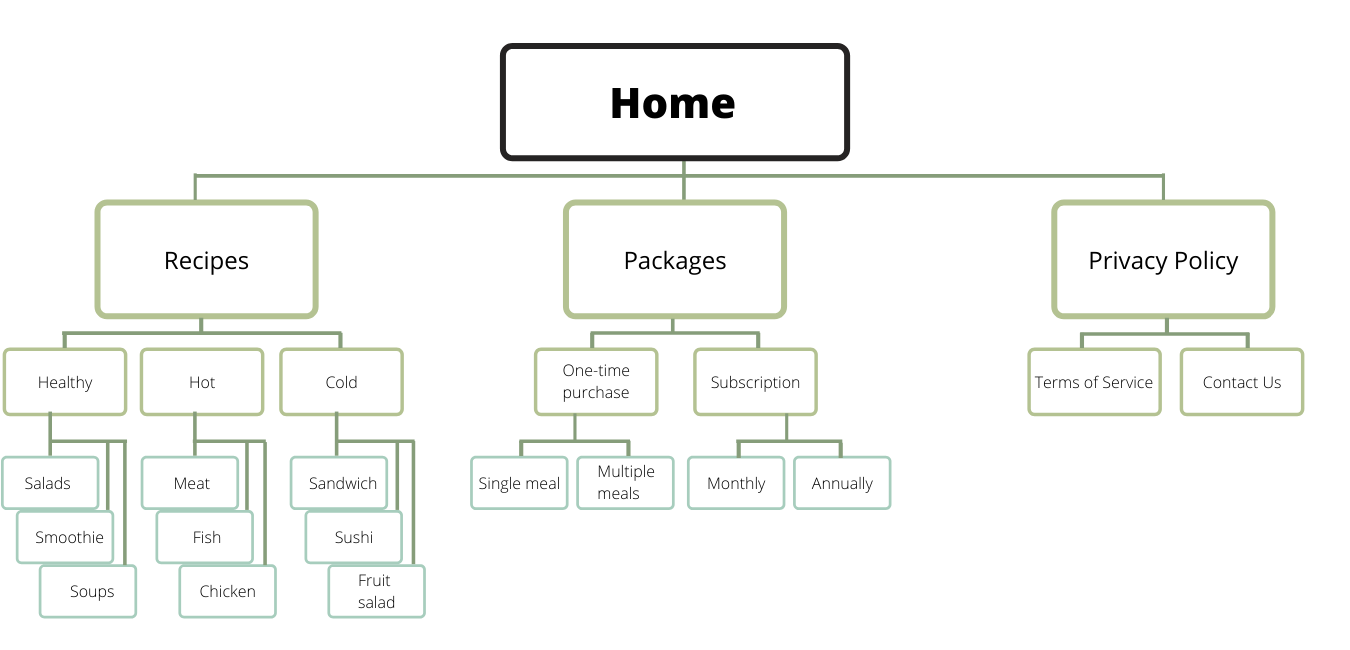 Home
Recipes
Packages
Privacy Policy
Healthy
Hot
Cold
One-time
purchase
Subscription
Terms of Service
Contact Us
Salads
Smoothie
Soups
Meat
Fish
Chicken
Sandwich
Sushi
Fruit
salad
Single meal
Multiple
meals
Monthly
Annually